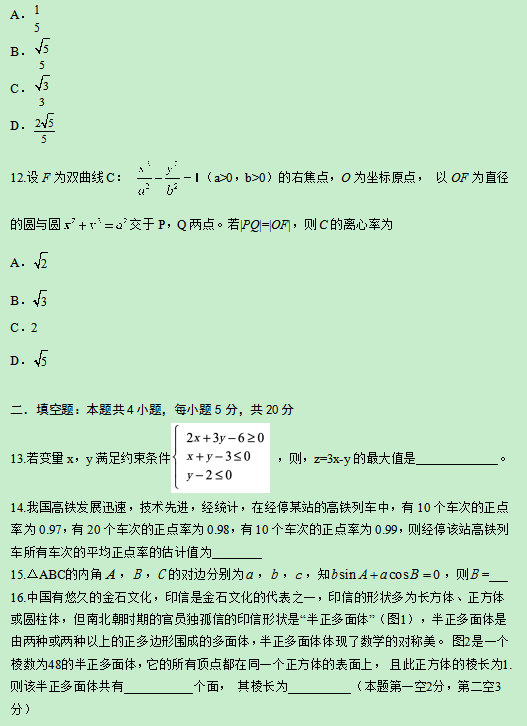 A. 1/5
B. √5/5
C. √3/3
D. 2√5/5
12.设 F 为双曲线 C： x²/a² − y²/b² = 1（a>0，b>0）的右焦点，O 为坐标原点， 以 OF 为直径
的圆与圆 x² + y² = a² 交于 P，Q 两点。若|PQ|=|OF|，则 C 的离心率为
A. √2
B. √3
C. 2
D. √5
二．填空题：本题共 4 小题，每小题 5 分，共 20 分
13.若变量 x，y 满足约束条件{ 2x+3y−6≥0
x+y−3≤0
y−2≤0 ，则，z=3x-y 的最大值是____________。
14.我国高铁发展迅速，技术先进，经统计，在经停某站的高铁列车中，有 10 个车次的正点
率为 0.97，有 20 个车次的正点率为 0.98，有 10 个车次的正点率为 0.99，则经停该站高铁列
车所有车次的平均正点率的估计值为________
15.△ABC的内角 A，B，C 的对边分别为 a，b，c，知 bsin A+acosB=0，则 B=___
16.中国有悠久的金石文化，印信是金石文化的代表之一，印信的形状多为长方体、正方体
或圆柱体，但南北朝时期的官员独孤信的印信形状是“半正多面体”（图1），半正多面体是
由两种或两种以上的正多边形围成的多面体，半正多面体体现了数学的对称美。 图2是一个
棱数为48的半正多面体，它的所有顶点都在同一个正方体的表面上， 且此正方体的棱长为1.
则该半正多面体共有___________个面， 其棱长为__________（本题第一空2分，第二空3
分）